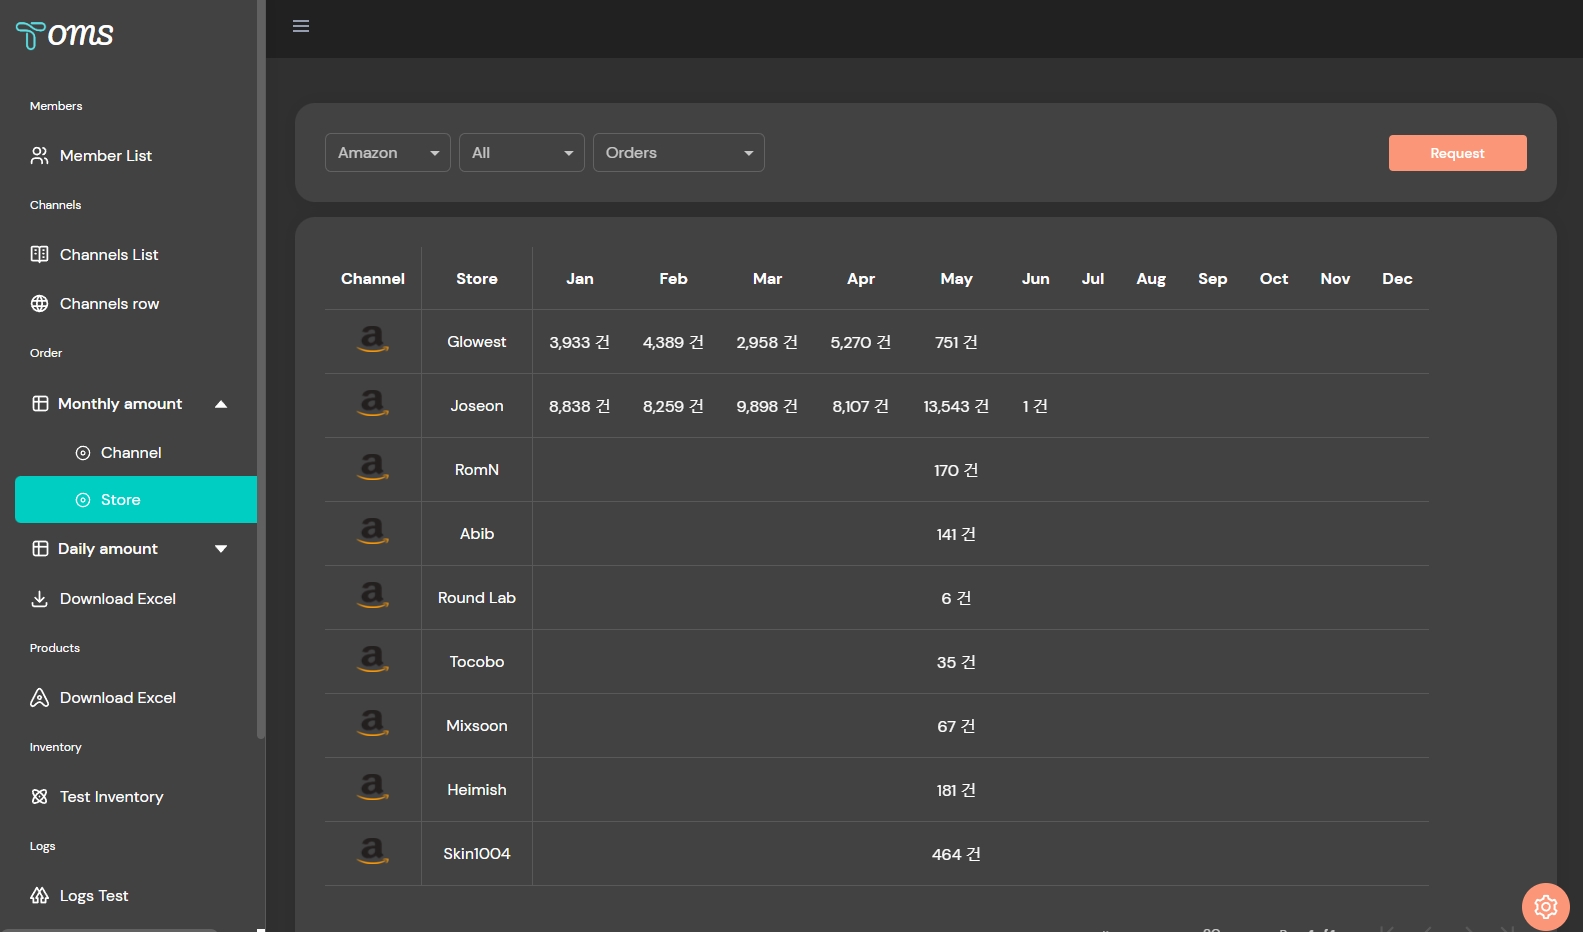 Toms
Members
Member List
Channels
Channels List
Channels row
Order
Monthly amount
Channel
Store
Daily amount
Download Excel
Products
Download Excel
Inventory
Test Inventory
Logs
Logs Test
Amazon All Orders Request
Channel Store Jan Feb Mar Apr May Jun Jul Aug Sep Oct Nov Dec
Glowest 3,933 건 4,389 건 2,958 건 5,270 건 751 건
Joseon 8,838 건 8,259 건 9,898 건 8,107 건 13,543 건 1 건
RomN 170 건
Abib 141 건
Round Lab 6 건
Tocobo 35 건
Mixsoon 67 건
Heimish 181 건
Skin1004 464 건